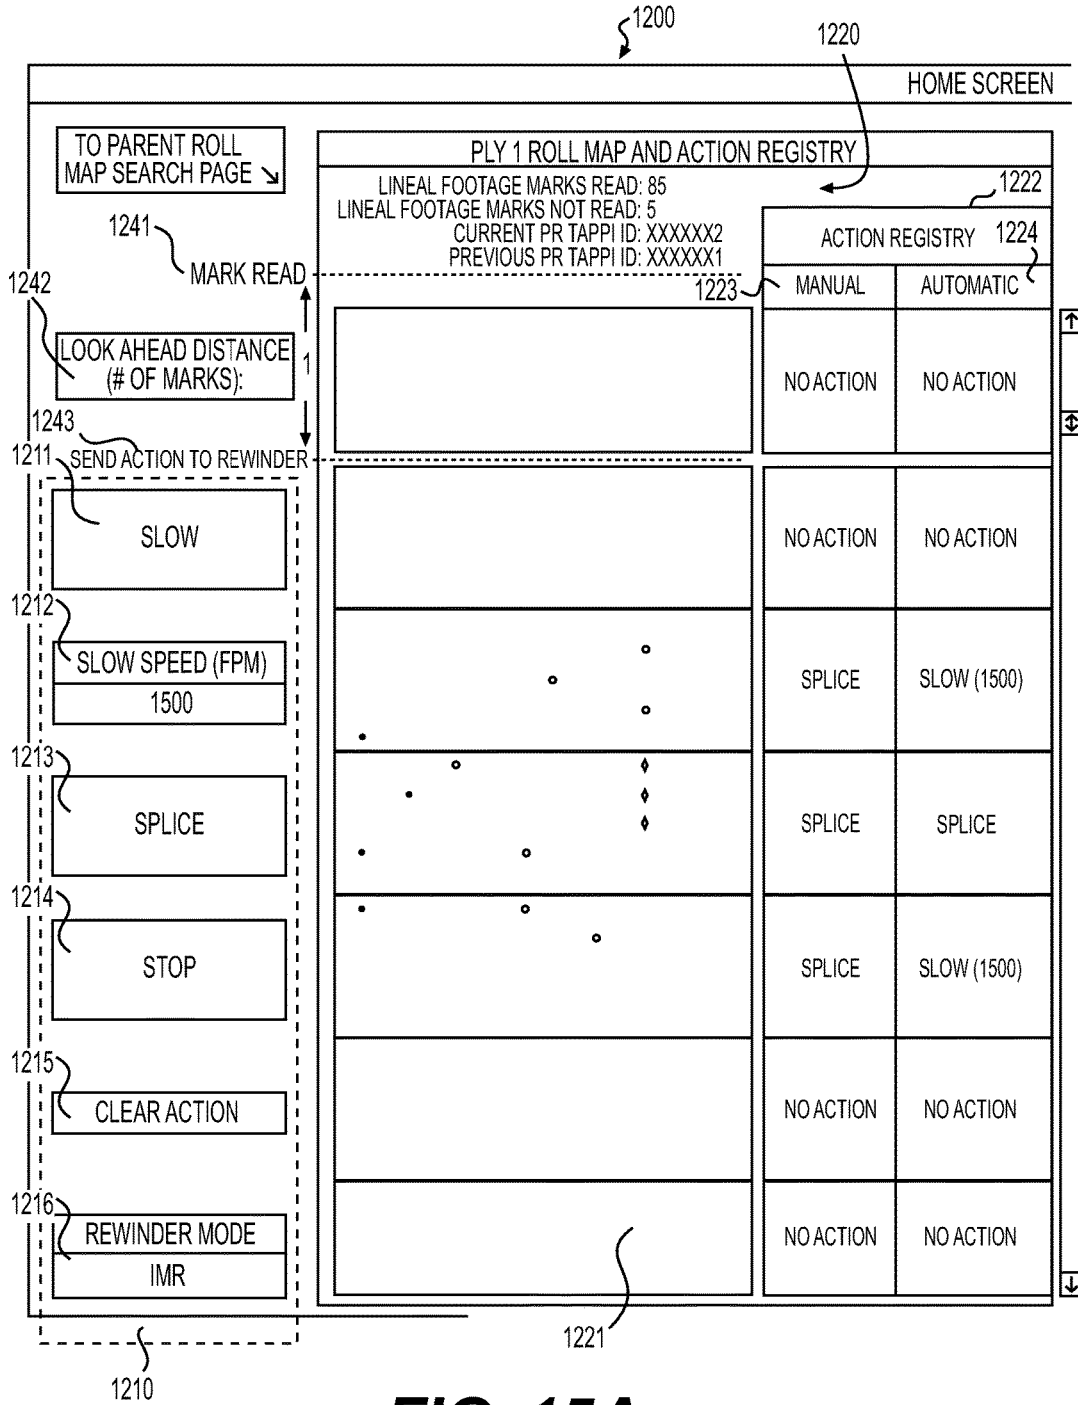 1200
1220
HOME SCREEN
TO PARENT ROLL
MAP SEARCH PAGE ↘
PLY 1 ROLL MAP AND ACTION REGISTRY
LINEAL FOOTAGE MARKS READ: 85
LINEAL FOOTAGE MARKS NOT READ: 5
CURRENT PR TAPPI ID: XXXXXX2
PREVIOUS PR TAPPI ID: XXXXXX1
1222
ACTION REGISTRY
1224
1241
MARK READ
1223
MANUAL
AUTOMATIC
1242
LOOK AHEAD DISTANCE
(# OF MARKS):
1
NO ACTION
NO ACTION
1243
SEND ACTION TO REWINDER
1211
SLOW
NO ACTION
NO ACTION
1212
SLOW SPEED (FPM)
1500
SPLICE
SLOW (1500)
1213
SPLICE
SPLICE
SPLICE
1214
STOP
SPLICE
SLOW (1500)
1215
CLEAR ACTION
NO ACTION
NO ACTION
1216
REWINDER MODE
IMR
NO ACTION
NO ACTION
1221
1210
FIG. 15A